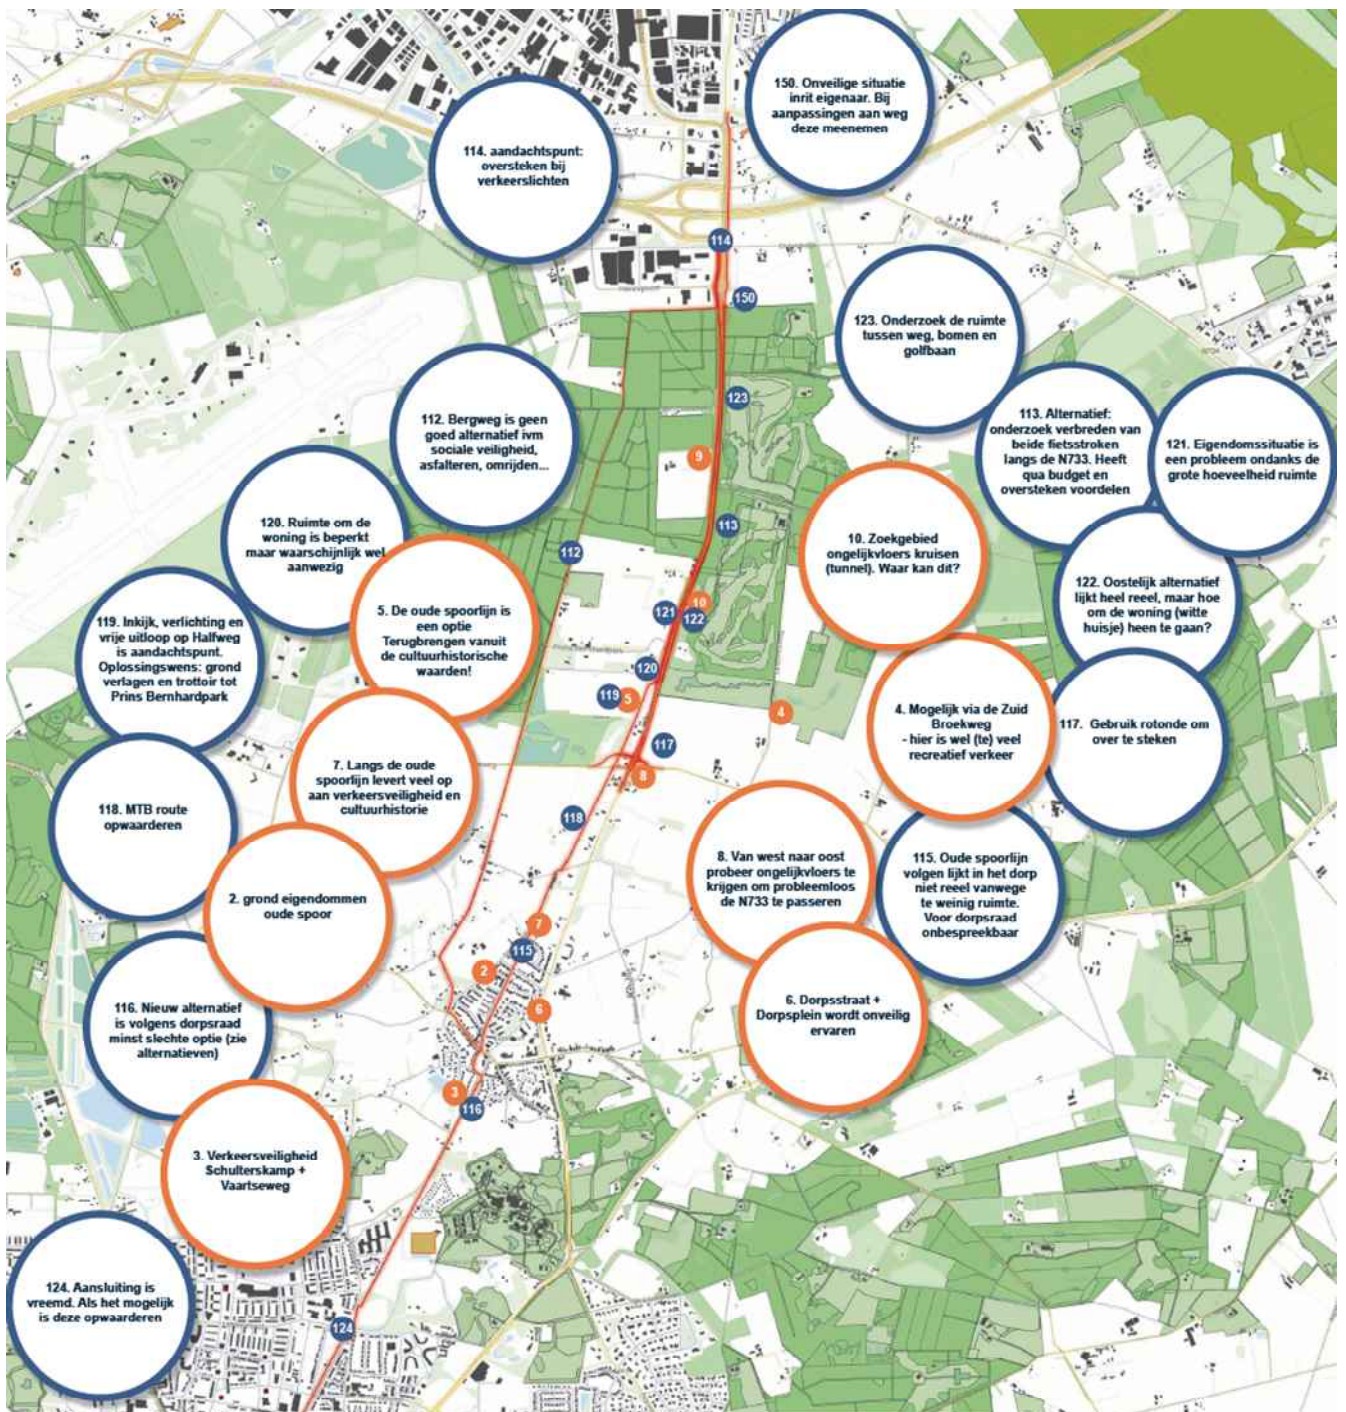 150. Onveilige situatie
inrit eigenaar. Bij
aanpassingen aan weg
deze meenemen
114. aandachtspunt:
oversteken bij
verkeerslichten
114
150
123. Onderzoek de ruimte
tussen weg, bomen en
golfbaan
112. Bergweg is geen
goed alternatief ivm
sociale veiligheid,
asfalteren, omrijden...
123
113. Alternatief:
onderzoek verbreden van
beide fietsstroken
langs de N733. Heeft
qua budget en
oversteken voordelen
121. Eigendomssituatie is
een probleem ondanks de
grote hoeveelheid ruimte
9
120. Ruimte om de
woning is beperkt
maar waarschijnlijk wel
aanwezig
113
112
10. Zoekgebied
ongelijkvloers kruisen
(tunnel). Waar kan dit?
122. Oostelijk alternatief
lijkt heel reeel, maar hoe
om de woning (witte
huisje) heen te gaan?
10
121
122
119. Inkijk, verlichting en
vrije uitloop op Halfweg
is aandachtspunt.
Oplossingswens: grond
verlagen en trottoir tot
Prins Bernhardpark
5. De oude spoorlijn is
een optie
Terugbrengen vanuit
de cultuurhistorische
waarden!
120
119
5
4
4. Mogelijk via de Zuid
Broekweg
- hier is wel (te) veel
recreatief verkeer
117. Gebruik rotonde om
over te steken
117
7. Langs de oude
spoorlijn levert veel op
aan verkeersveiligheid en
cultuurhistorie
8
118. MTB route
opwaarderen
118
8. Van west naar oost
probeer ongelijkvloers te
krijgen om probleemloos
de N733 te passeren
115. Oude spoorlijn
volgen lijkt in het dorp
niet reeel vanwege
te weinig ruimte.
Voor dorpsraad
onbespreekbaar
2. grond eigendommen
oude spoor
7
115
2
116. Nieuw alternatief
is volgens dorpsraad
minst slechte optie (zie
alternatieven)
6
6. Dorpsstraat +
Dorpsplein wordt onveilig
ervaren
3
116
3. Verkeersveiligheid
Schulterskamp +
Vaartseweg
124. Aansluiting is
vreemd. Als het mogelijk
is deze opwaarderen
124